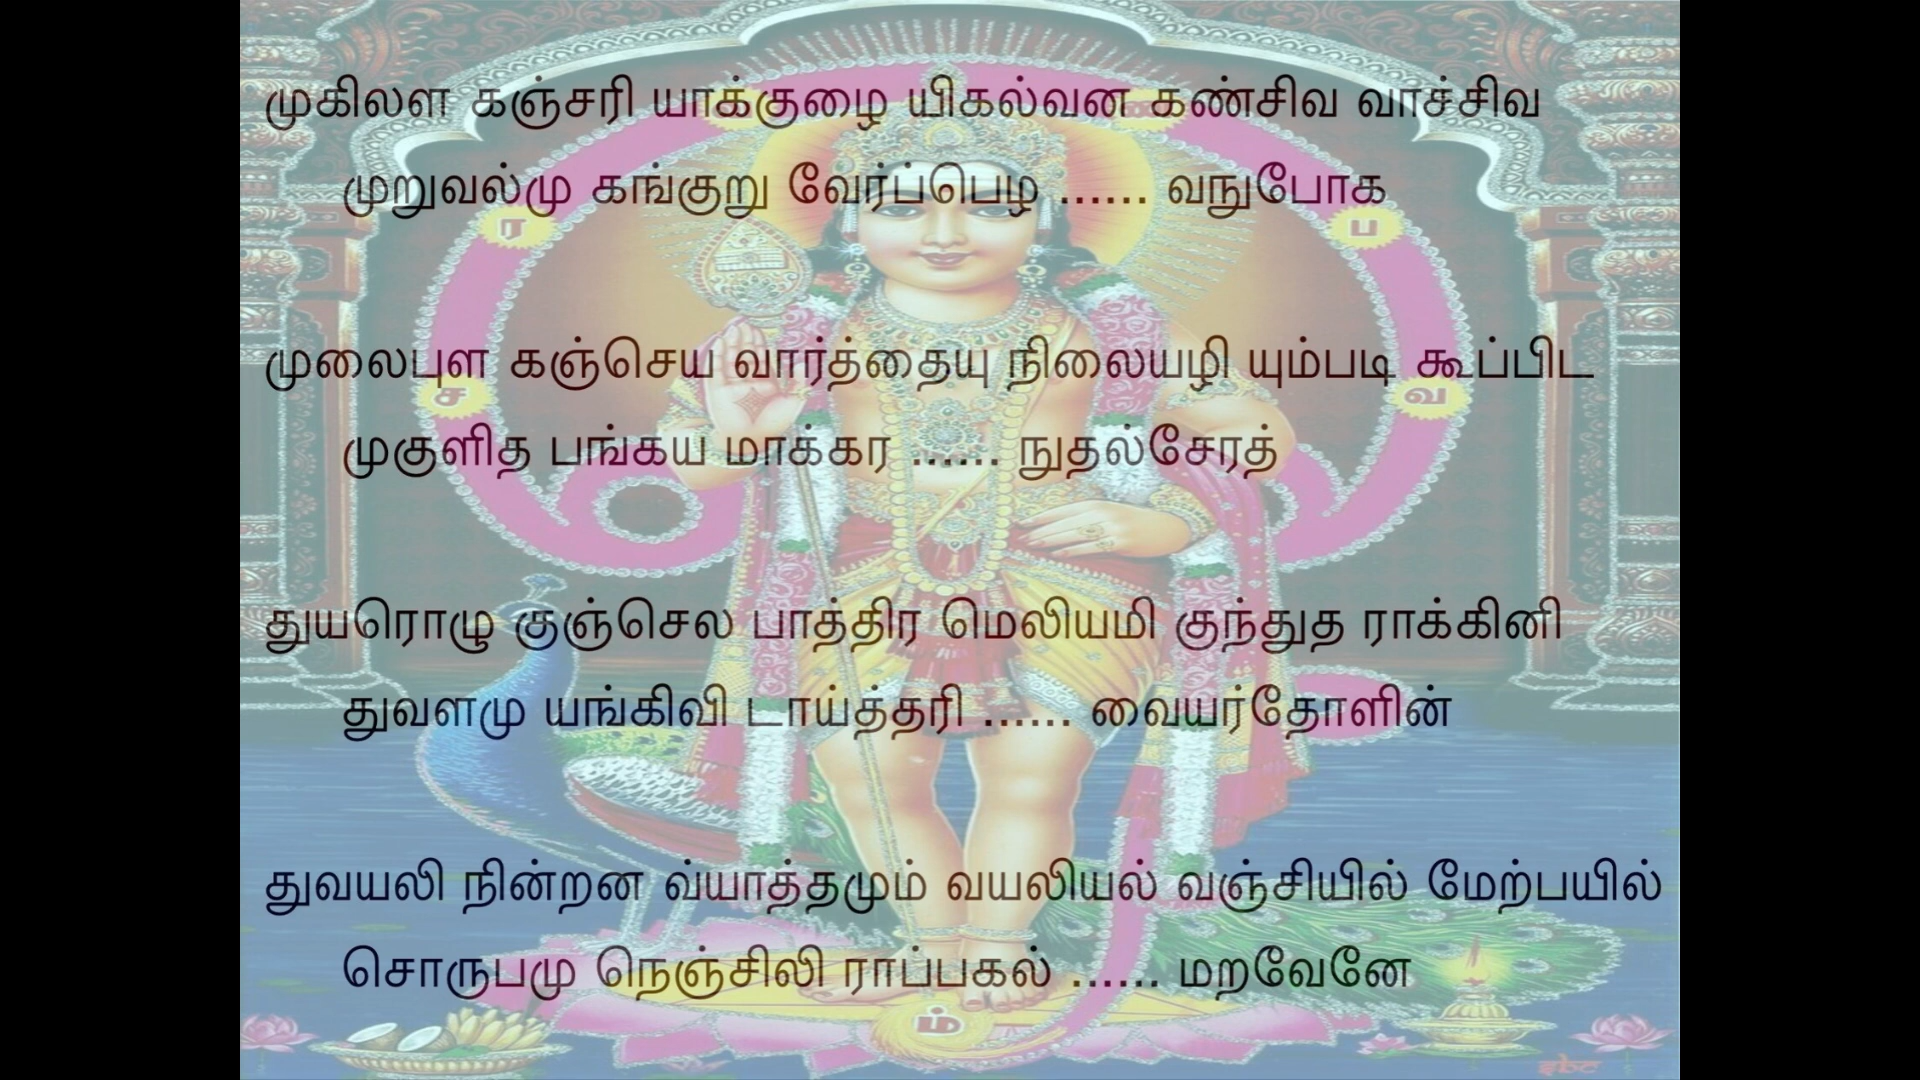 முகிலள கஞ்சரி யாக்குழை யிகல்வன கண்சிவ வாச்சிவ
முறுவல்மு கங்குறு வேர்ப்பெழ ...... வநுபோக
முலைபுள கஞ்செய வார்த்தையு நிலையழி யும்படி கூப்பிட
முகுளித பங்கய மாக்கர ...... நுதல்சேரத்
துயரொழு குஞ்செல பாத்திர மெலியமி குந்துத ராக்கினி
துவளமு யங்கிவி டாய்த்தரி ...... வையர்தோளின்
துவயலி நின்றன வ்யாத்தமும் வயலியல் வஞ்சியில் மேற்பயில்
சொருபமு நெஞ்சிலி ராப்பகல் ...... மறவேனே
ர
ப
ச
வ
ம்
sbc